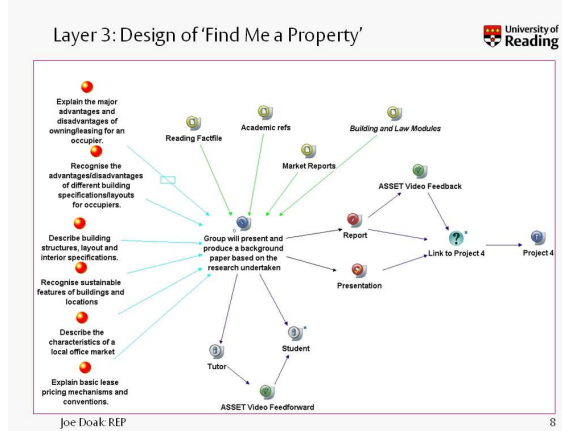 Layer 3: Design of ‘Find Me a Property’
University of
Reading
Explain the major
advantages and
disadvantages of
owning/leasing for an
occupier.
Recognise the
advantages/disadvantages
of different building
specifications/layouts
for occupiers.
Describe building
structures, layout and
interior specifications.
Recognise sustainable
features of buildings and
locations
Describe the
characteristics of a
local office market
Explain basic lease
pricing mechanisms and
conventions.
Reading Factfile
Academic refs
Market Reports
Building and Law Modules
Group will present and
produce a background
paper based on the
research undertaken
ASSET Video Feedback
Report
Presentation
Link to Project 4
Project 4
Student
Tutor
ASSET Video Feedforward
Joe Doak: REP
8